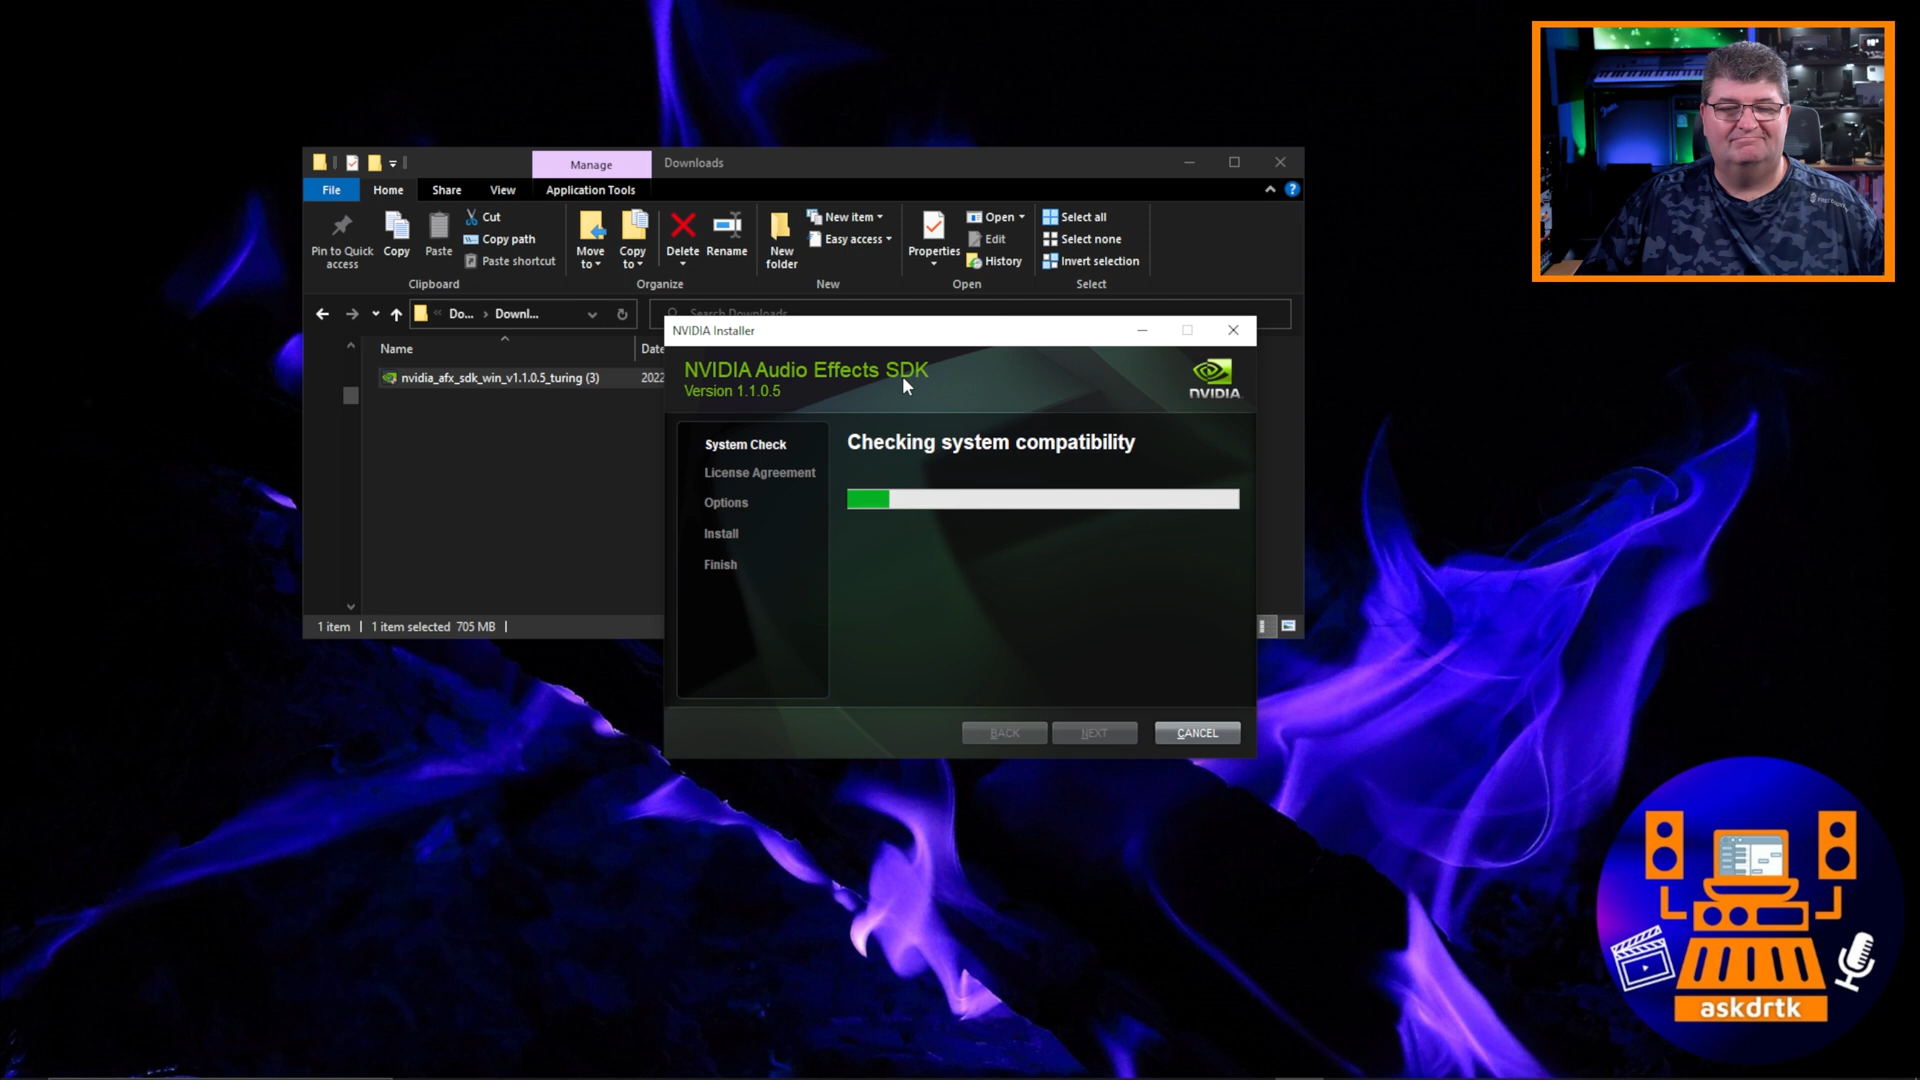 Manage
Downloads
File
Home
Share
View
Application Tools
Pin to Quick access
Copy
Paste
Cut
Copy path
Paste shortcut
Clipboard
Move to
Copy to
Delete
Rename
Organize
New folder
New item
Easy access
New
Properties
Open
Edit
History
Open
Select all
Select none
Invert selection
Select
Do...
Downl...
Search Downloads
Name
Date
nvidia_afx_sdk_win_v1.1.0.5_turing (3)
2022
1 item
1 item selected 705 MB
NVIDIA Installer
NVIDIA Audio Effects SDK
Version 1.1.0.5
NVIDIA
System Check
License Agreement
Options
Install
Finish
Checking system compatibility
BACK
NEXT
CANCEL
askdrtk